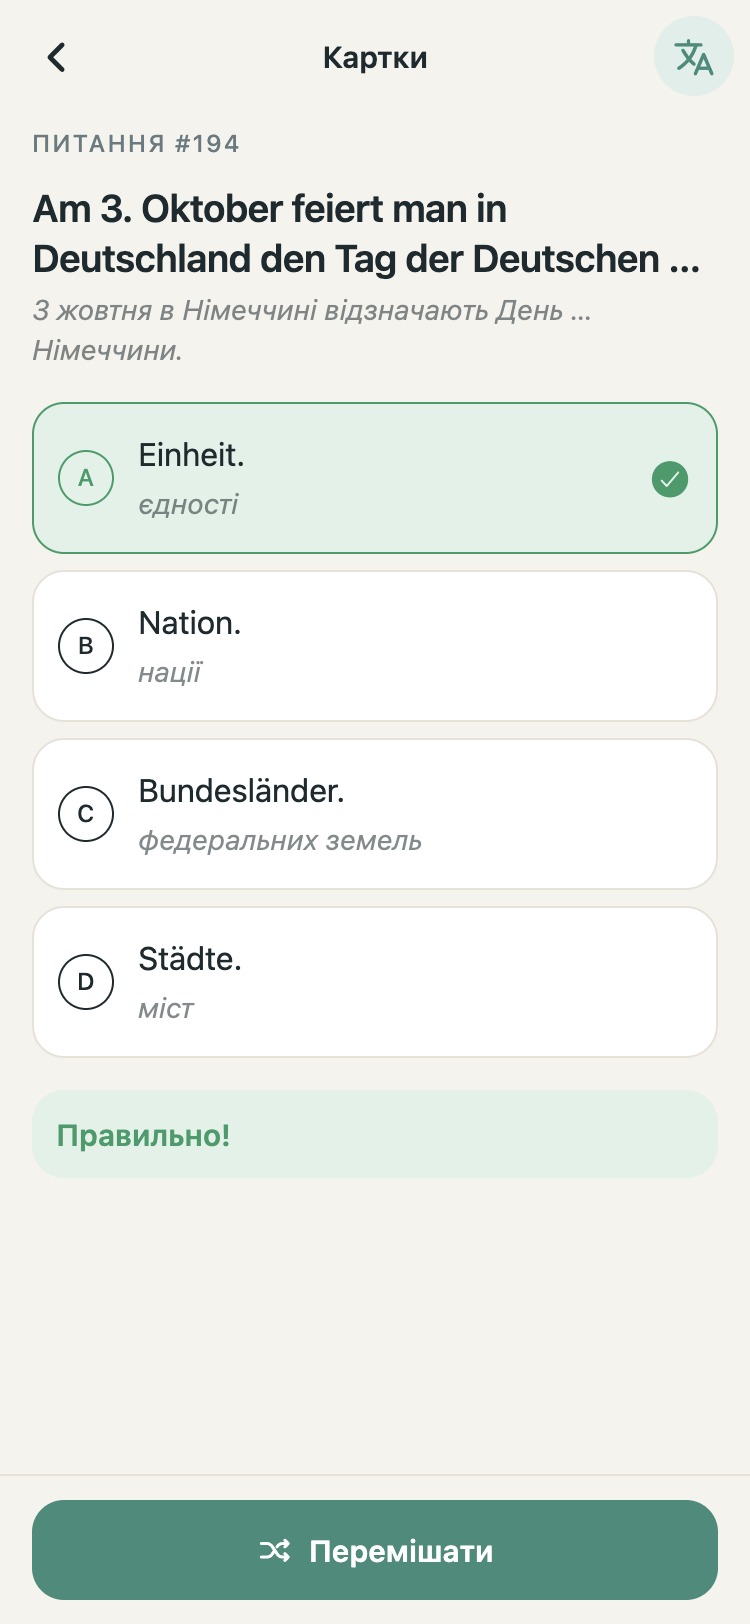 Картки
ПИТАННЯ #194
Am 3. Oktober feiert man in
Deutschland den Tag der Deutschen ...
3 жовтня в Німеччині відзначають День ...
Німеччини.
A
Einheit.
єдності
B
Nation.
нації
C
Bundesländer.
федеральних земель
D
Städte.
міст
Правильно!
Перемішати